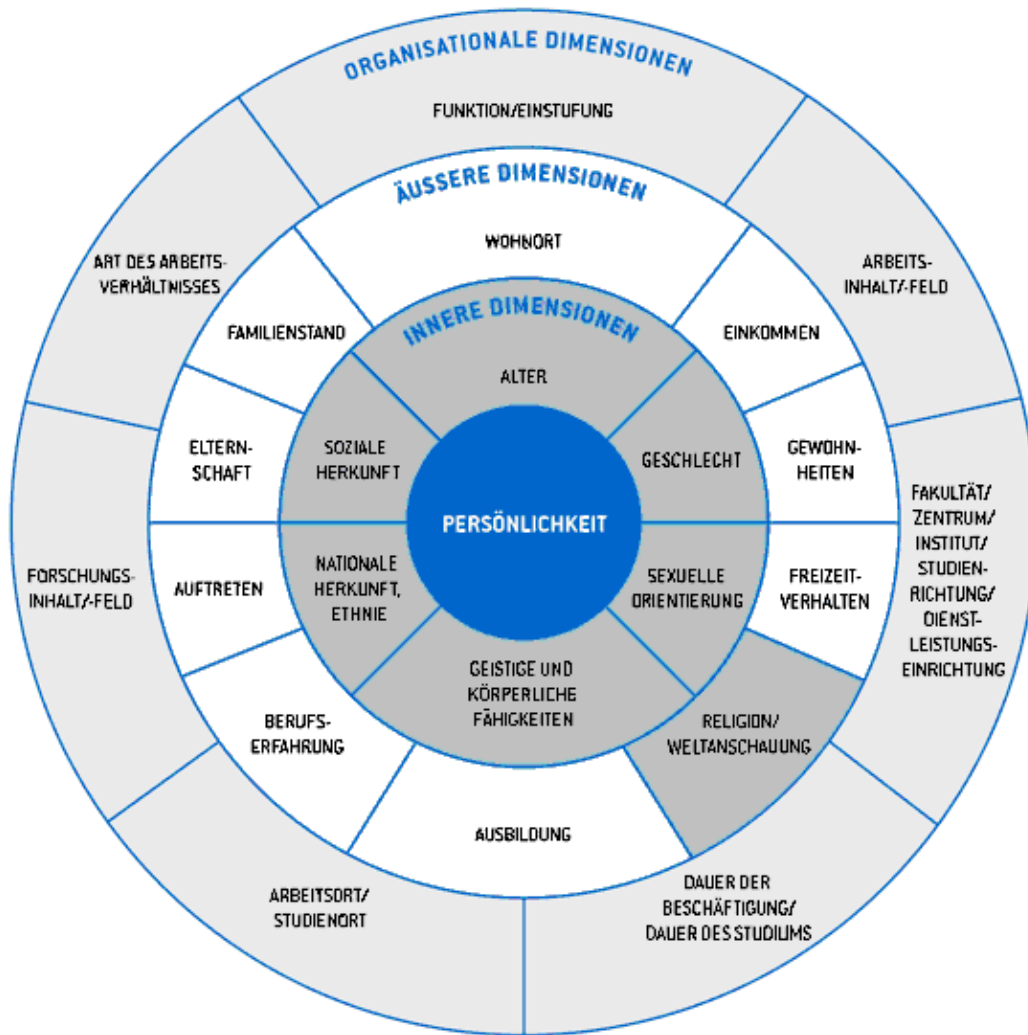 ORGANISATIONALE DIMENSIONEN
FUNKTION/EINSTUFUNG
ÄUSSERE DIMENSIONEN
WOHNORT
ART DES ARBEITS-
VERHÄLTNISSES
ARBEITS-
INHALT/-FELD
FAMILIENSTAND
EINKOMMEN
INNERE DIMENSIONEN
ALTER
ELTERN-
SCHAFT
SOZIALE
HERKUNFT
GESCHLECHT
GEWOHN-
HEITEN
PERSÖNLICHKEIT
FORSCHUNGS-
INHALT/-FELD
AUFTRETEN
NATIONALE
HERKUNFT,
ETHNIE
SEXUELLE
ORIENTIERUNG
FREIZEIT-
VERHALTEN
FAKULTÄT/
ZENTRUM/
INSTITUT/
STUDIEN-
RICHTUNG/
DIENST-
LEISTUNGS-
EINRICHTUNG
GEISTIGE UND
KÖRPERLICHE
FÄHIGKEITEN
BERUFS-
ERFAHRUNG
RELIGION/
WELTANSCHAUUNG
AUSBILDUNG
ARBEITSORT/
STUDIENORT
DAUER DER
BESCHÄFTIGUNG/
DAUER DES STUDIUMS